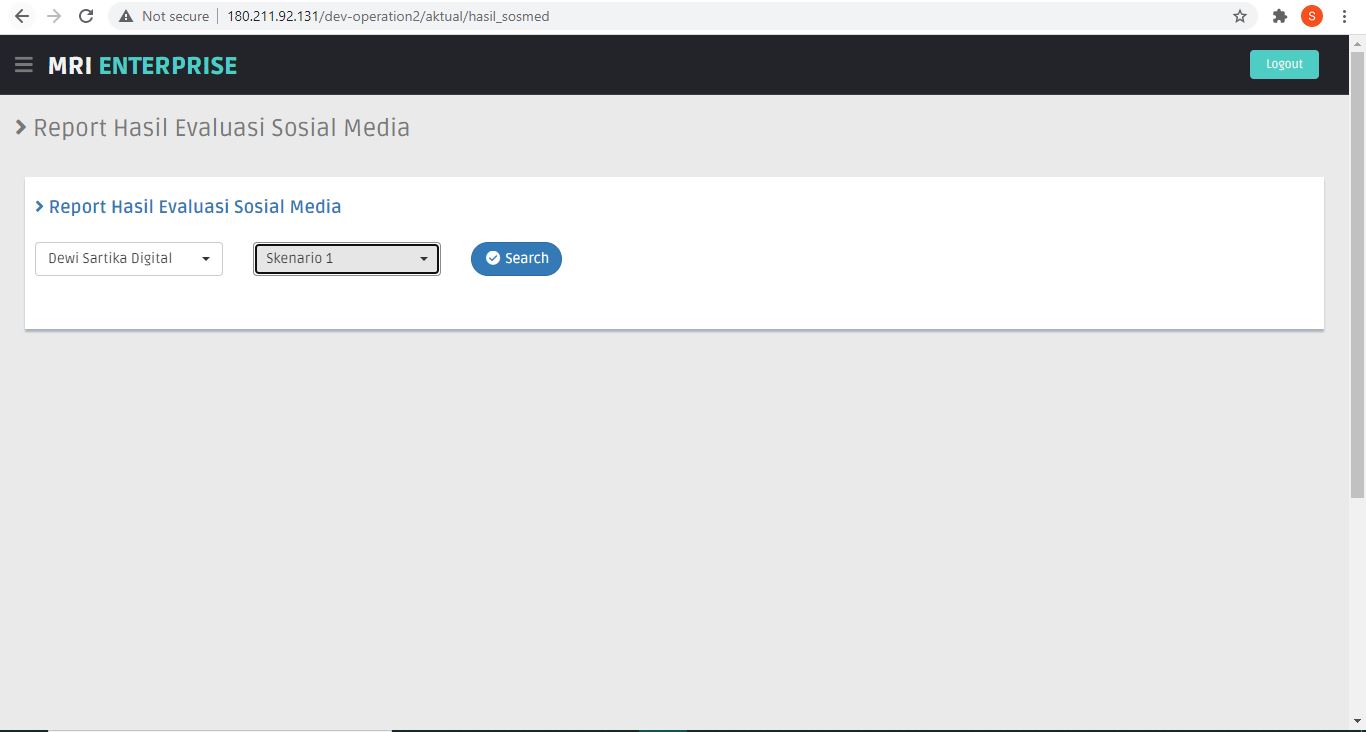 Not secure 180.211.92.131/dev-operation2/aktual/hasil_sosmed S
MRI ENTERPRISE Logout
Report Hasil Evaluasi Sosial Media
Report Hasil Evaluasi Sosial Media
Dewi Sartika Digital Skenario 1 Search